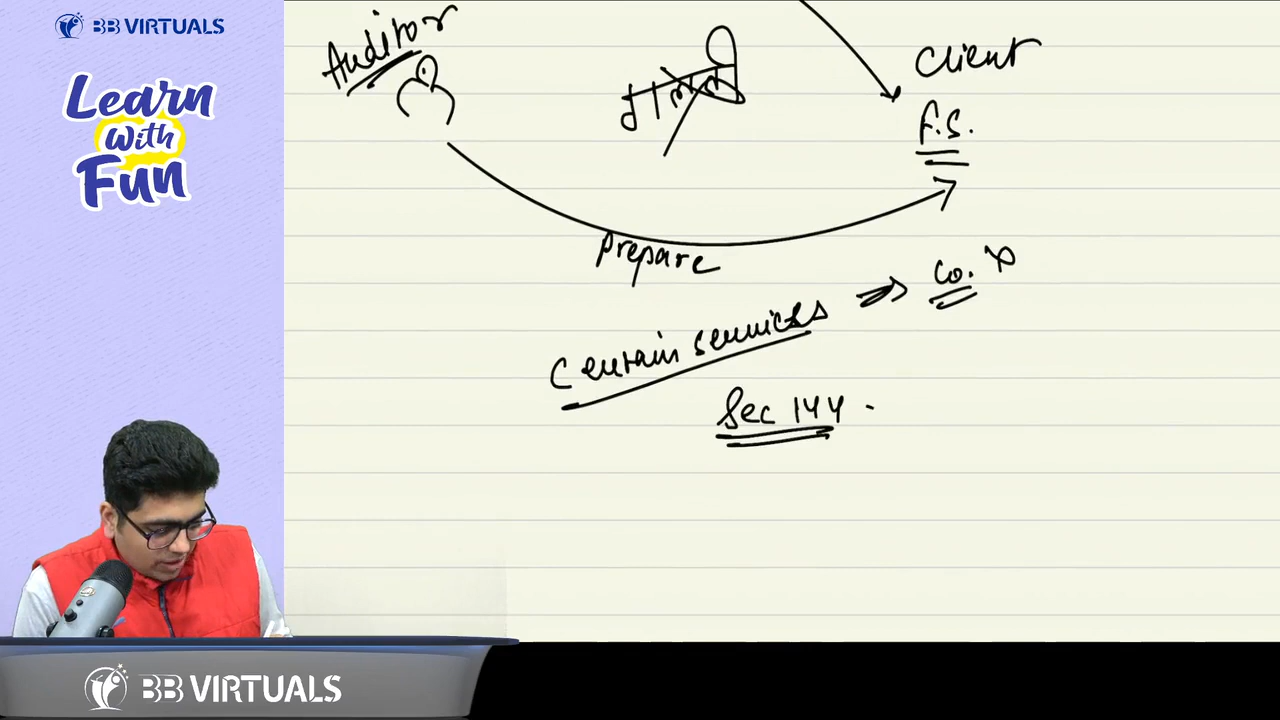 BB VIRTUALS
Learn
With
Fun
Auditor
Client
F.S.
Prepare
Certain services ⇒ Co. X
Sec 144.
BB VIRTUALS